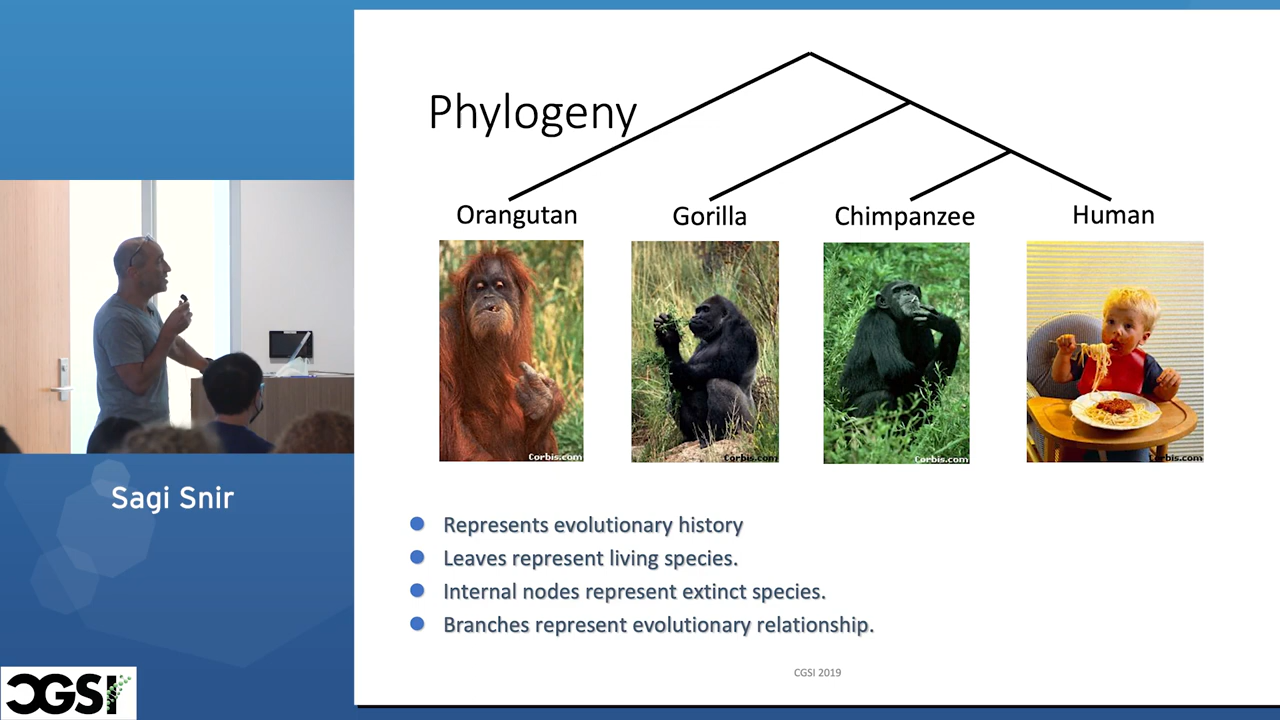 Phylogeny
Orangutan
Gorilla
Chimpanzee
Human
Corbis.com
Corbis.com
Corbis.com
Corbis.com
Represents evolutionary history
Leaves represent living species.
Internal nodes represent extinct species.
Branches represent evolutionary relationship.
CGSI 2019
Sagi Snir
CGSI